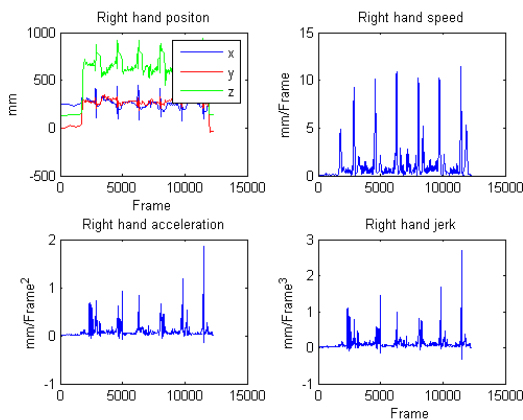 Right hand positon
1000
500
0
-500
mm
0
5000
10000
15000
Frame
x
y
z
Right hand speed
15
10
5
0
mm/Frame
0
5000
10000
15000
Right hand acceleration
2
1
0
-1
mm/Frame²
0
5000
10000
15000
Right hand jerk
3
2
1
0
-1
mm/Frame³
0
5000
10000
15000
Frame